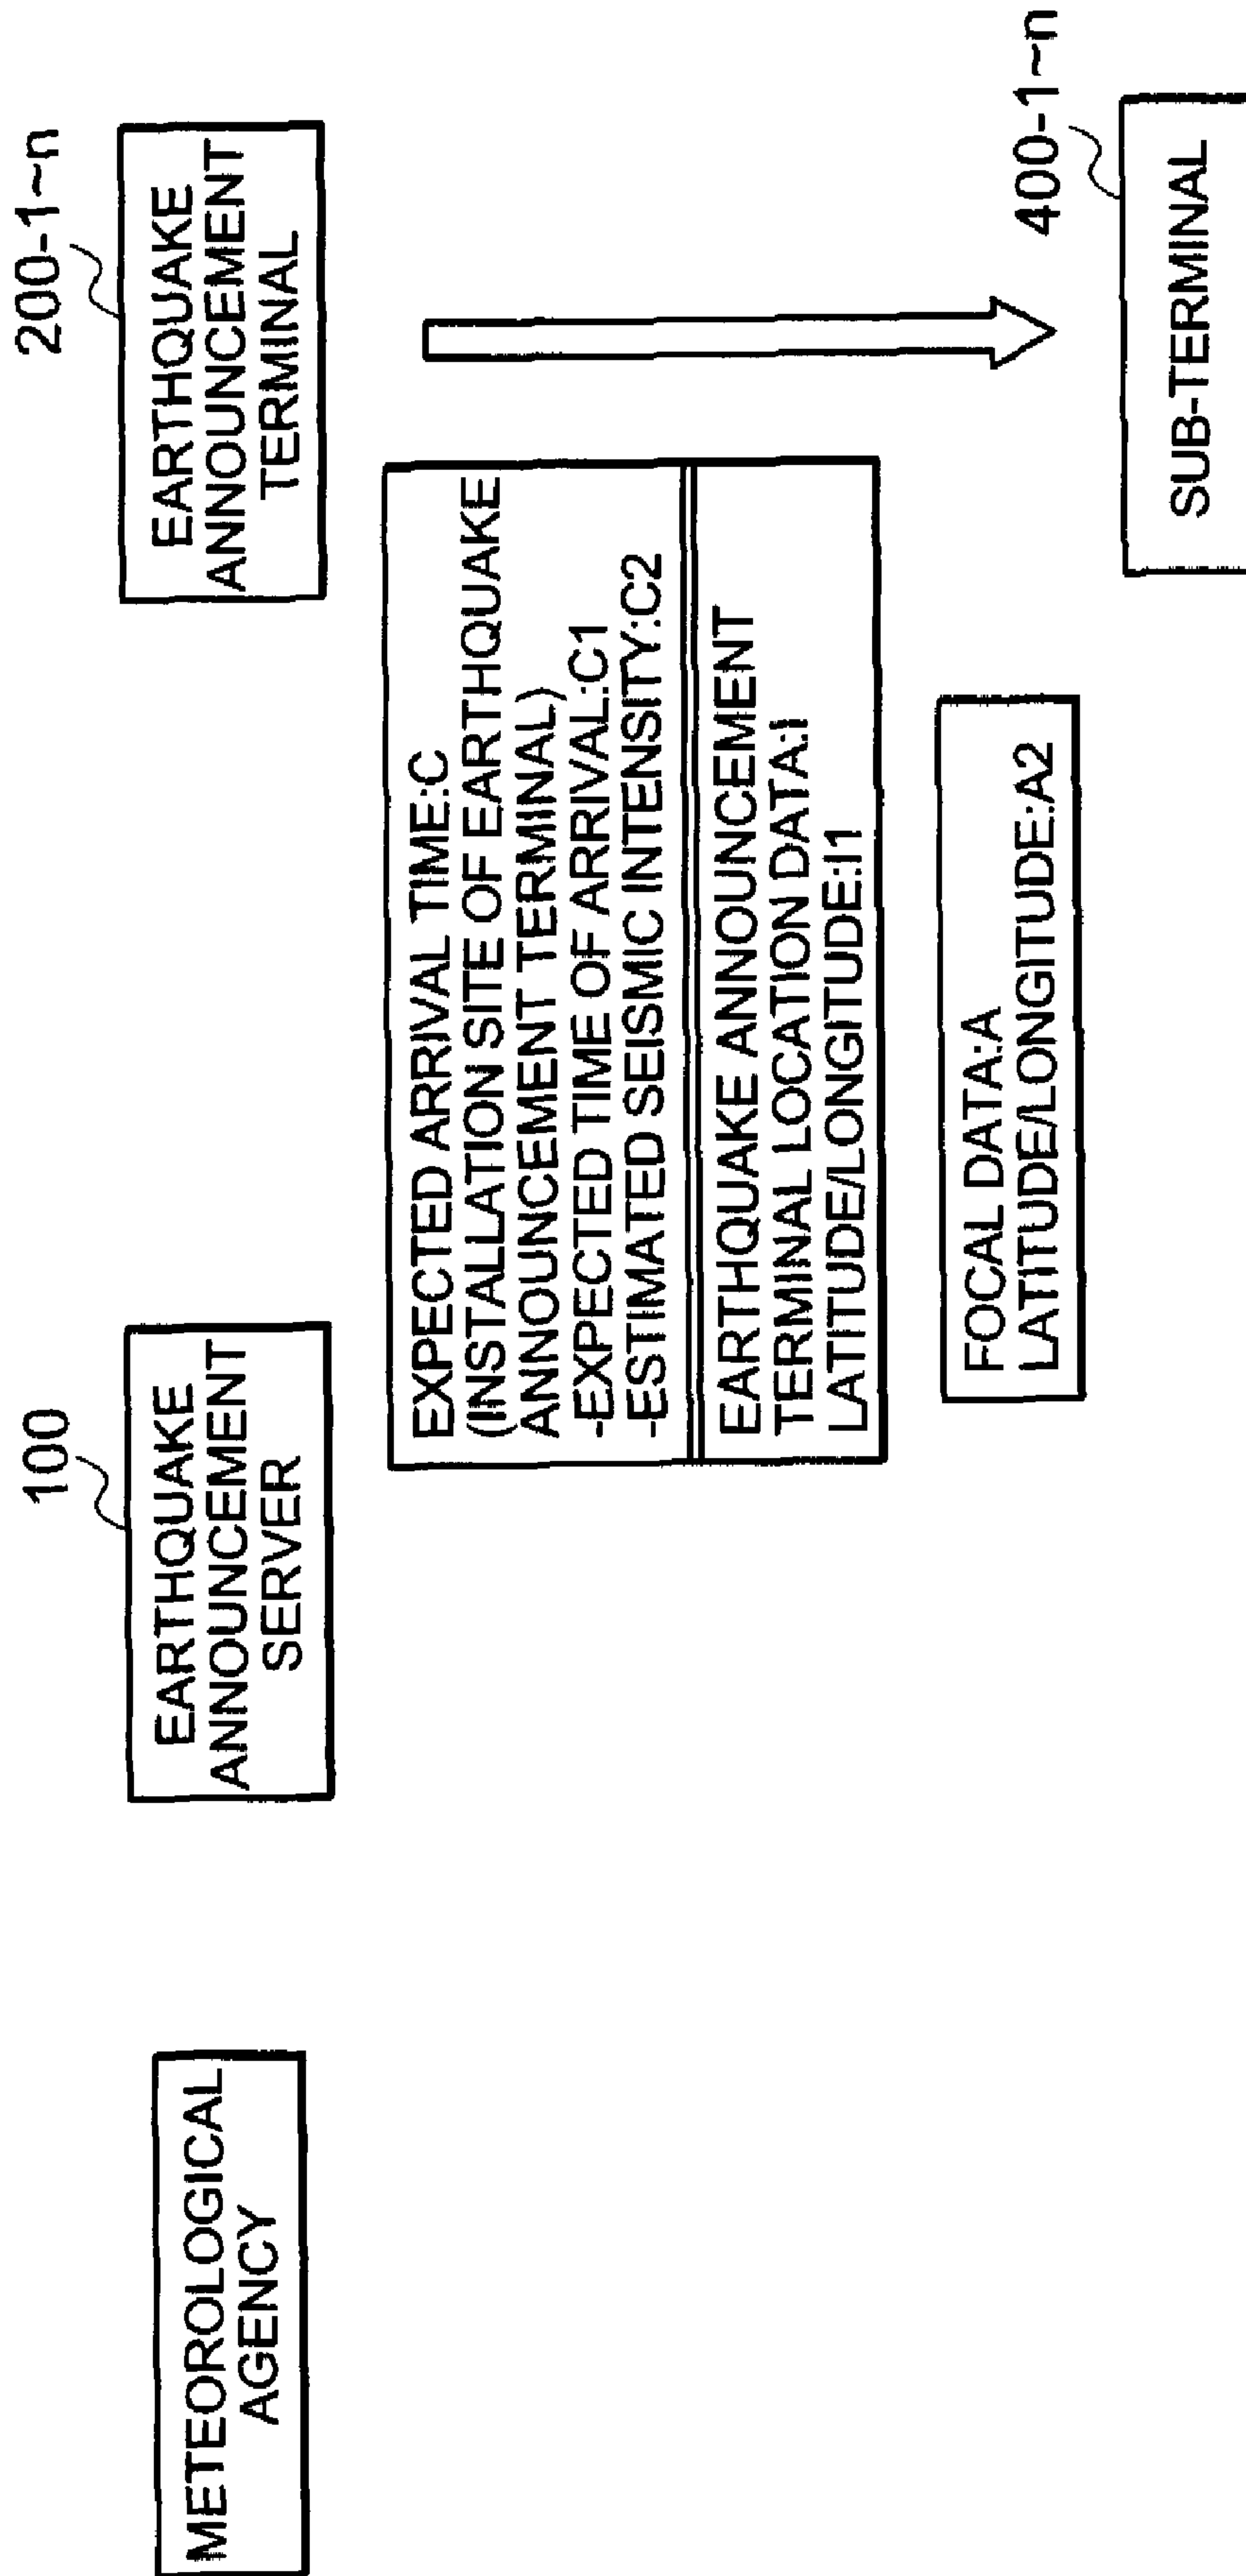 METEOROLOGICAL
AGENCY
100
EARTHQUAKE
ANNOUNCEMENT
SERVER
200-1~n
EARTHQUAKE
ANNOUNCEMENT
TERMINAL
EXPECTED ARRIVAL TIME:C
(INSTALLATION SITE OF EARTHQUAKE
ANNOUNCEMENT TERMINAL)
-EXPECTED TIME OF ARRIVAL:C1
-ESTIMATED SEISMIC INTENSITY:C2
EARTHQUAKE ANNOUNCEMENT
TERMINAL LOCATION DATA:I
LATITUDE/LONGITUDE:I1
FOCAL DATA:A
LATITUDE/LONGITUDE:A2
400-1~n
SUB-TERMINAL